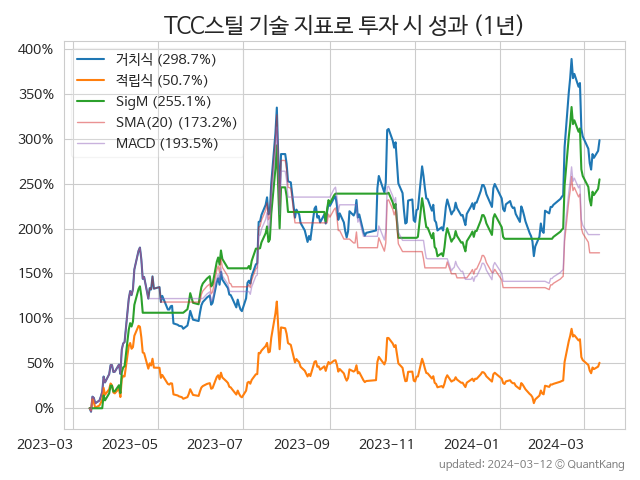 TCC스틸 기술 지표로 투자 시 성과 (1년)
400%
350%
300%
250%
200%
150%
100%
50%
0%
거치식 (298.7%)
적립식 (50.7%)
SigM (255.1%)
SMA(20) (173.2%)
MACD (193.5%)
2023-03 2023-05 2023-07 2023-09 2023-11 2024-01 2024-03
updated: 2024-03-12 © QuantKang